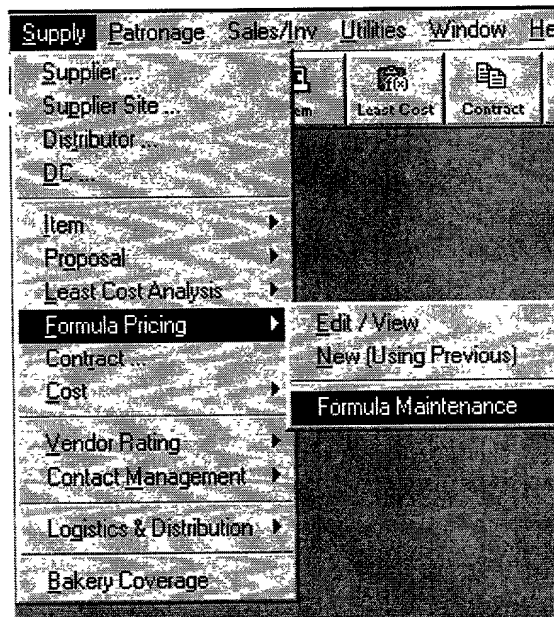 Supply Patronage Sales/Inv Utilities Window He
Supplier ...
Supplier Site ...
Distributor ...
DC ...
em Least Cost Contract
Item
Proposal
Least Cost Analysis
Formula Pricing
Contract ...
Cost
Edit / View
New (Using Previous)
Formula Maintenance
Vendor Rating
Contact Management
Logistics & Distribution
Bakery Coverage